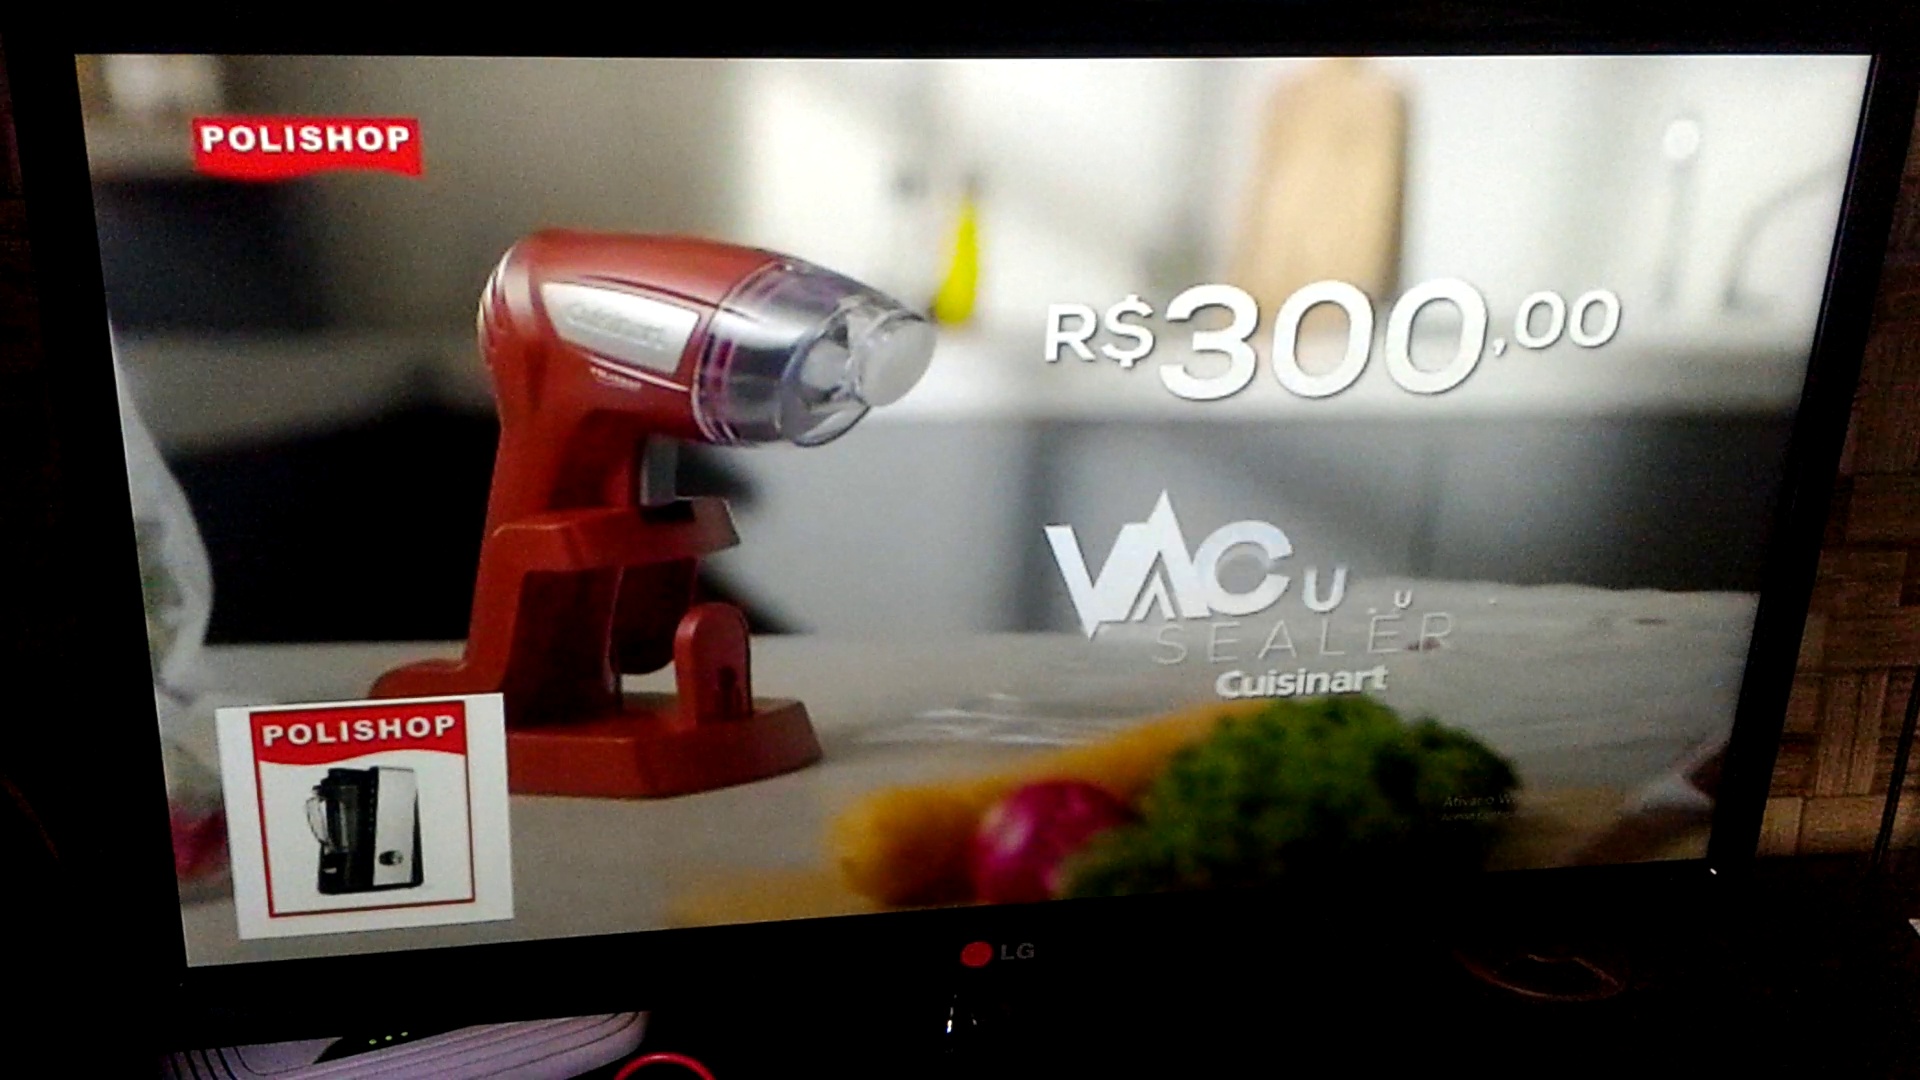 POLISHOP
R$300,00
VACu.u
SEALER
Cuisinart
POLISHOP
LG